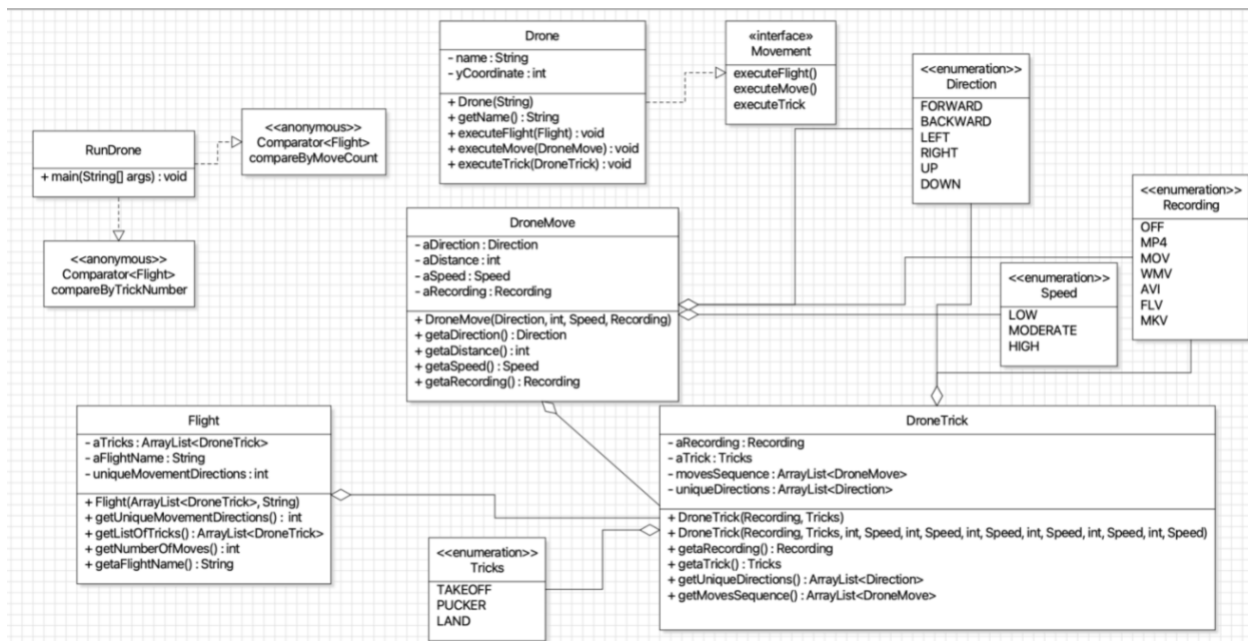 Drone
- name : String
- yCoordinate : int
+ Drone(String)
+ getName() : String
+ executeFlight(Flight) : void
+ executeMove(DroneMove) : void
+ executeTrick(DroneTrick) : void
«interface»
Movement
executeFlight()
executeMove()
executeTrick
<<enumeration>>
Direction
FORWARD
BACKWARD
LEFT
RIGHT
UP
DOWN
<<anonymous>>
Comparator<Flight>
compareByMoveCount
RunDrone
+ main(String[] args) : void
<<anonymous>>
Comparator<Flight>
compareByTrickNumber
DroneMove
- aDirection : Direction
- aDistance : int
- aSpeed : Speed
- aRecording : Recording
+ DroneMove(Direction, int, Speed, Recording)
+ getaDirection() : Direction
+ getaDistance() : int
+ getaSpeed() : Speed
+ getaRecording() : Recording
<<enumeration>>
Recording
OFF
MP4
MOV
WMV
AVI
FLV
MKV
<<enumeration>>
Speed
LOW
MODERATE
HIGH
Flight
- aTricks : ArrayList<DroneTrick>
- aFlightName : String
- uniqueMovementDirections : int
+ Flight(ArrayList<DroneTrick>, String)
+ getUniqueMovementDirections() : int
+ getListOfTricks() : ArrayList<DroneTrick>
+ getNumberOfMoves() : int
+ getaFlightName() : String
DroneTrick
- aRecording : Recording
- aTrick : Tricks
- movesSequence : ArrayList<DroneMove>
- uniqueDirections : ArrayList<Direction>
+ DroneTrick(Recording, Tricks)
+ DroneTrick(Recording, Tricks, int, Speed, int, Speed, int, Speed, int, Speed, int, Speed, int, Speed)
+ getaRecording() : Recording
+ getaTrick() : Tricks
+ getUniqueDirections() : ArrayList<Direction>
+ getMovesSequence() : ArrayList<DroneMove>
<<enumeration>>
Tricks
TAKEOFF
PUCKER
LAND